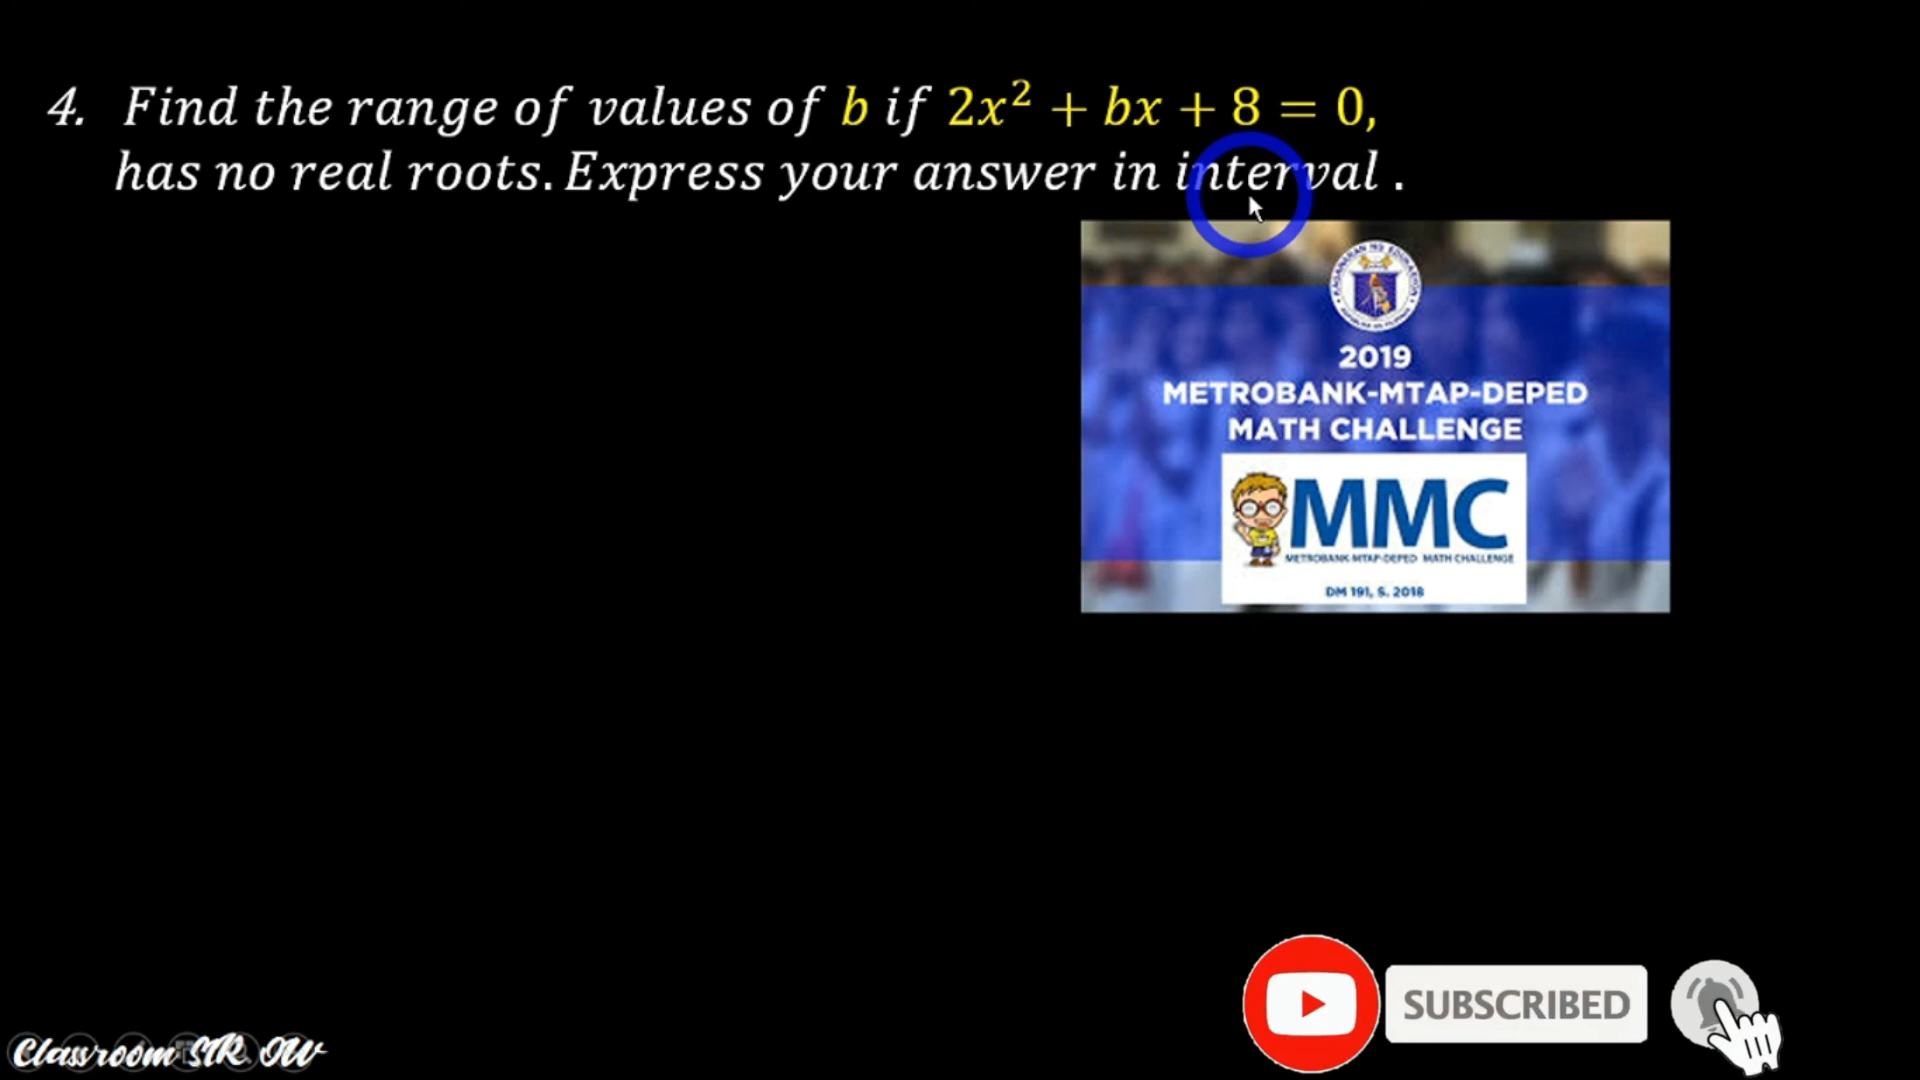 4. Find the range of values of b if 2x² + bx + 8 = 0,
has no real roots. Express your answer in interval .
2019
METROBANK-MTAP-DEPED
MATH CHALLENGE
MMC
METROBANK-MTAP-DEPED MATH CHALLENGE
DM 191, S. 2018
SUBSCRIBED
Classroom SIR OW